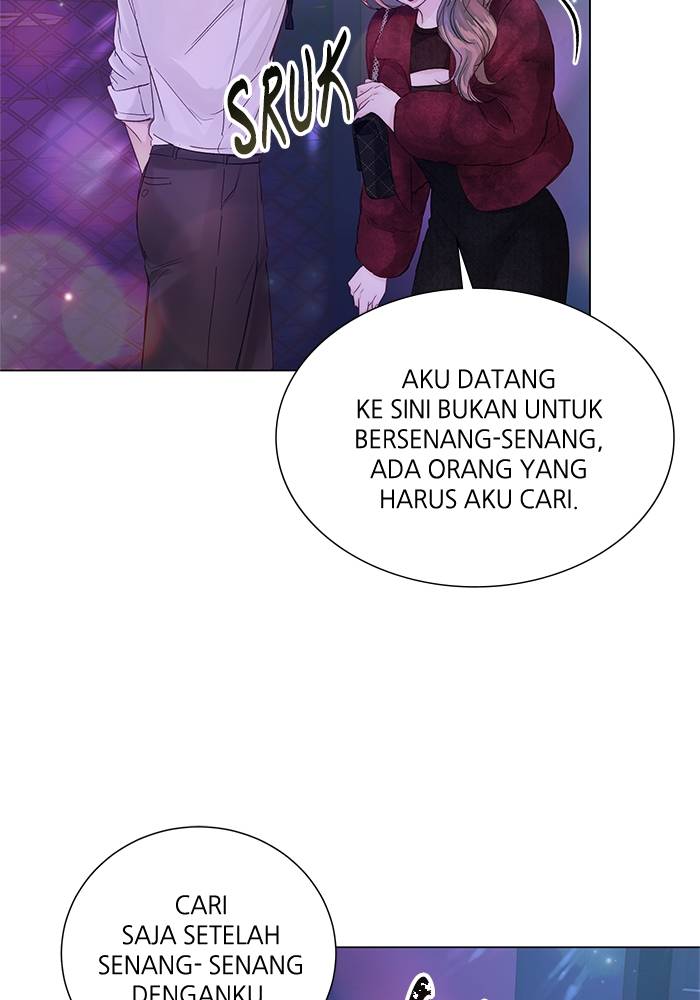 SRUK
AKU DATANG
KE SINI BUKAN UNTUK
BERSENANG-SENANG,
ADA ORANG YANG
HARUS AKU CARI.
CARI
SAJA SETELAH
SENANG- SENANG
DENGANKU